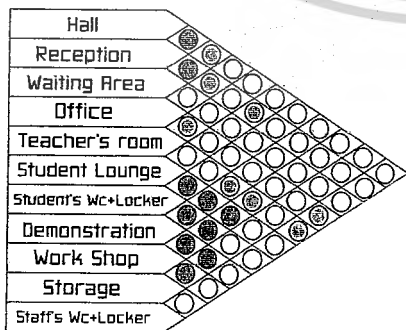 Hall
Reception
Waiting Area
Office
Teacher's room
Student Lounge
Student's Wc+Locker
Demonstration
Work Shop
Storage
Staff's Wc+Locker